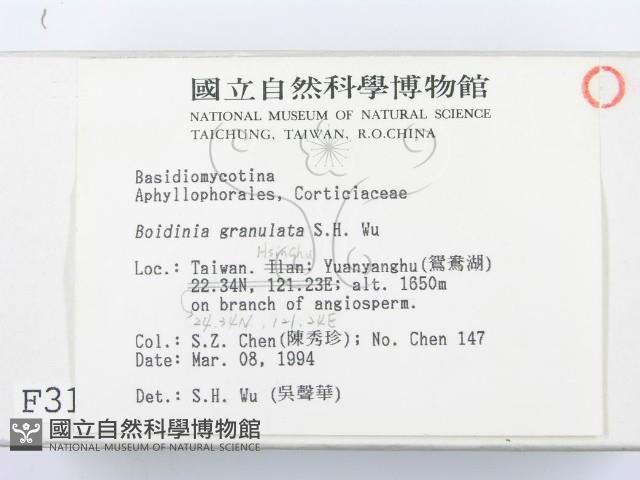 國立自然科學博物館
NATIONAL MUSEUM OF NATURAL SCIENCE
TAICHUNG, TAIWAN, R.O.CHINA
Basidiomycotina
Aphyllophorales, Corticiaceae
Boidinia granulata S.H. Wu
Hsinchu
Loc.: Taiwan. Ilan; Yuanyanghu(鴛鴦湖)
22.34N, 121.23E; alt. 1650m
on branch of angiosperm.
24.34N, 121.24E
Col.: S.Z. Chen(陳秀珍); No. Chen 147
Date: Mar. 08, 1994
Det.: S.H. Wu (吳聲華)
F31
國立自然科學博物館
NATIONAL MUSEUM OF NATURAL SCIENCE